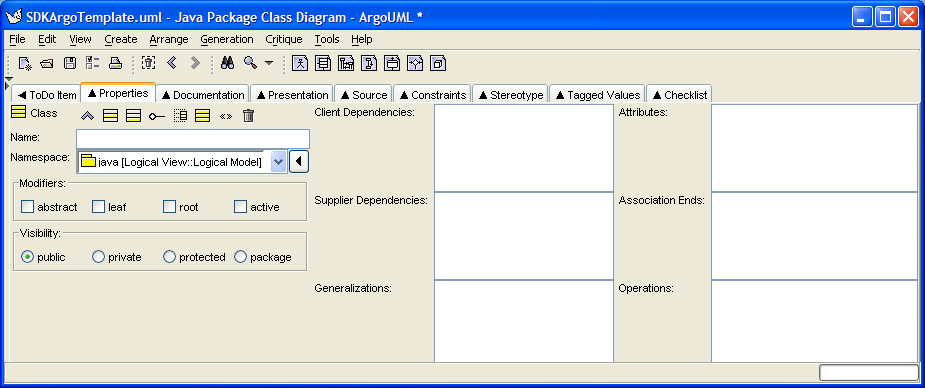 SDKArgoTemplate.uml - Java Package Class Diagram - ArgoUML *
File Edit View Create Arrange Generation Critique Tools Help
ToDo Item Properties Documentation Presentation Source Constraints Stereotype Tagged Values Checklist
Class
Name:
Namespace: java [Logical View::Logical Model]
Modifiers:
abstract leaf root active
Visibility:
public private protected package
Client Dependencies:
Supplier Dependencies:
Generalizations:
Attributes:
Association Ends:
Operations: